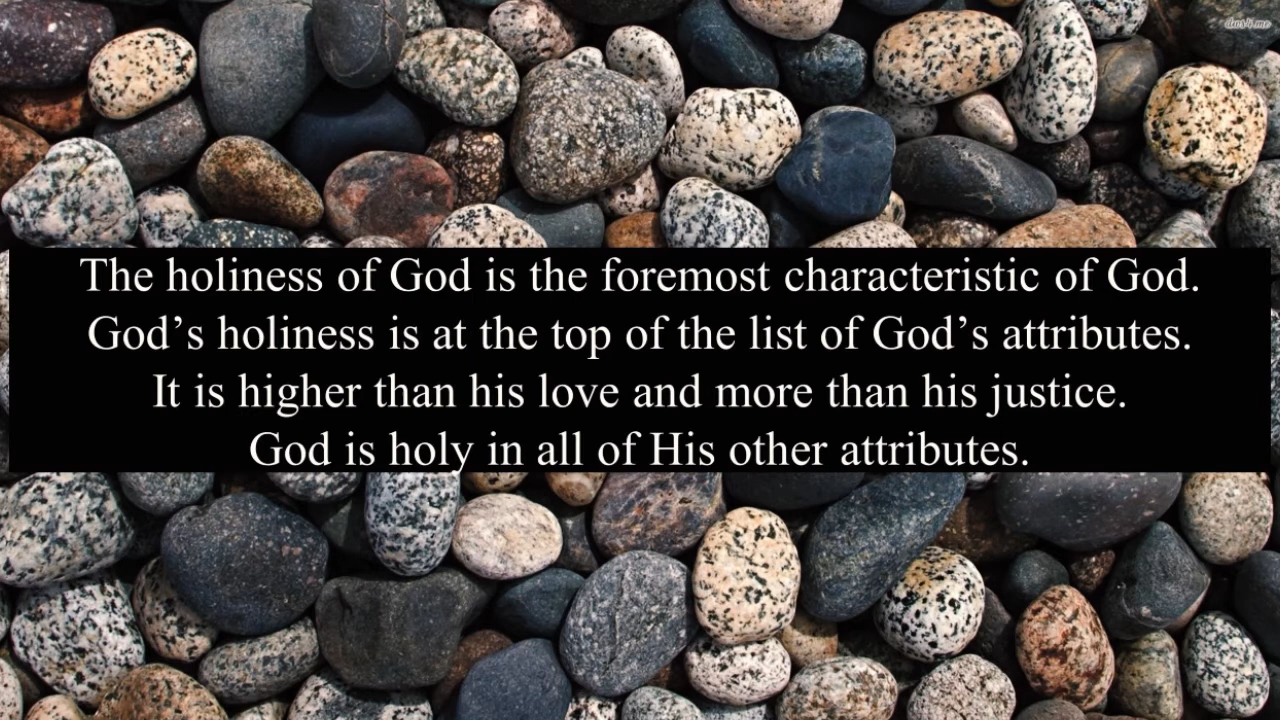 The holiness of God is the foremost characteristic of God.
God’s holiness is at the top of the list of God’s attributes.
It is higher than his love and more than his justice.
God is holy in all of His other attributes.